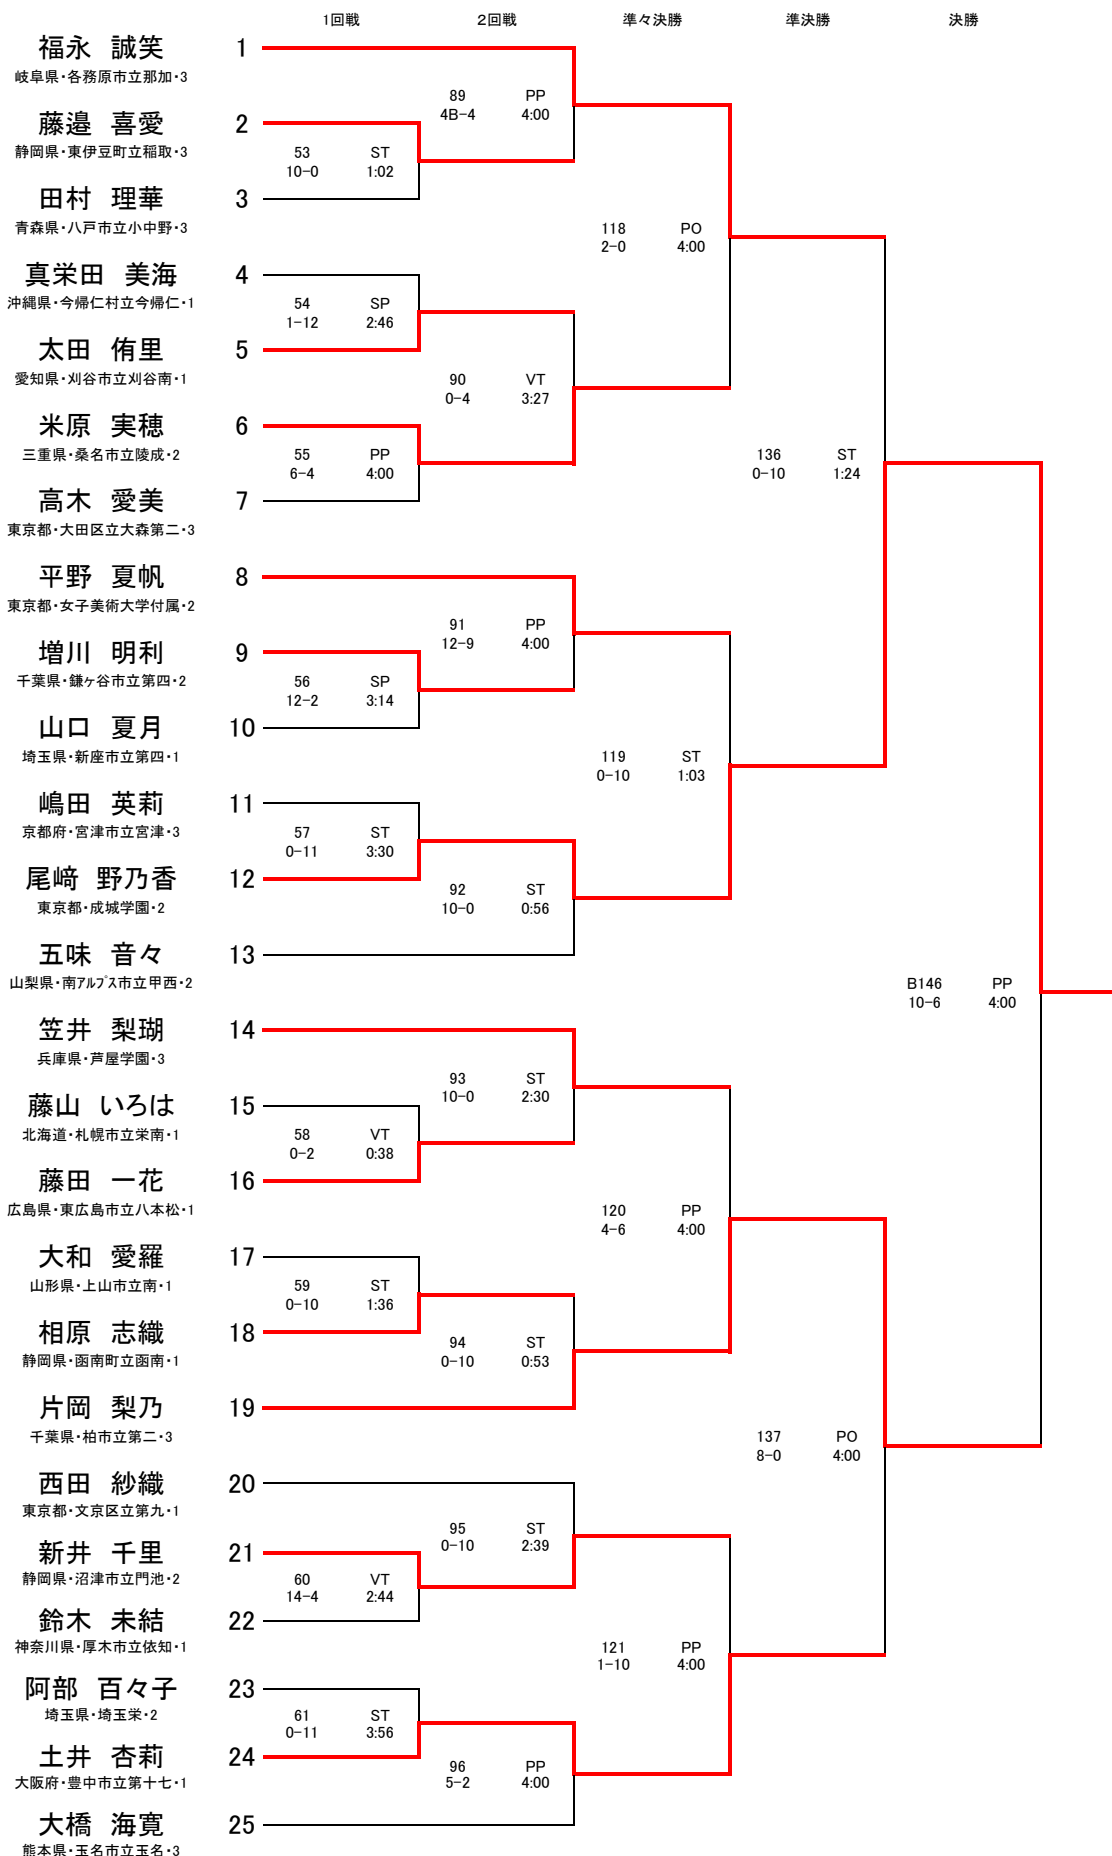 1回戦 2回戦 準々決勝 準決勝 決勝
福永 誠笑 1
岐阜県・各務原市立那加・3
89 PP
4B-4 4:00
藤邉 喜愛 2
静岡県・東伊豆町立稲取・3
53 ST
10-0 1:02
田村 理華 3
青森県・八戸市立小中野・3
118 PO
2-0 4:00
真栄田 美海 4
沖縄県・今帰仁村立今帰仁・1
54 SP
1-12 2:46
太田 侑里 5
愛知県・刈谷市立刈谷南・1
90 VT
0-4 3:27
米原 実穂 6
三重県・桑名市立陵成・2
55 PP
6-4 4:00
136 ST
0-10 1:24
高木 愛美 7
東京都・大田区立大森第二・3
平野 夏帆 8
東京都・女子美術大学付属・2
91 PP
12-9 4:00
増川 明利 9
千葉県・鎌ヶ谷市立第四・2
56 SP
12-2 3:14
山口 夏月 10
埼玉県・新座市立第四・1
119 ST
0-10 1:03
嶋田 英莉 11
京都府・宮津市立宮津・3
57 ST
0-11 3:30
尾﨑 野乃香 12
東京都・成城学園・2
92 ST
10-0 0:56
五味 音々 13
山梨県・南アルプス市立甲西・2
B146 PP
10-6 4:00
笠井 梨瑚 14
兵庫県・芦屋学園・3
93 ST
10-0 2:30
藤山 いろは 15
北海道・札幌市立栄南・1
58 VT
0-2 0:38
藤田 一花 16
広島県・東広島市立八本松・1
120 PP
4-6 4:00
大和 愛羅 17
山形県・上山市立南・1
59 ST
0-10 1:36
相原 志織 18
静岡県・函南町立函南・1
94 ST
0-10 0:53
片岡 梨乃 19
千葉県・柏市立第二・3
137 PO
8-0 4:00
西田 紗織 20
東京都・文京区立第九・1
95 ST
0-10 2:39
新井 千里 21
静岡県・沼津市立門池・2
60 VT
14-4 2:44
鈴木 未結 22
神奈川県・厚木市立依知・1
121 PP
1-10 4:00
阿部 百々子 23
埼玉県・埼玉栄・2
61 ST
0-11 3:56
土井 杏莉 24
大阪府・豊中市立第十七・1
96 PP
5-2 4:00
大橋 海寛 25
熊本県・玉名市立玉名・3